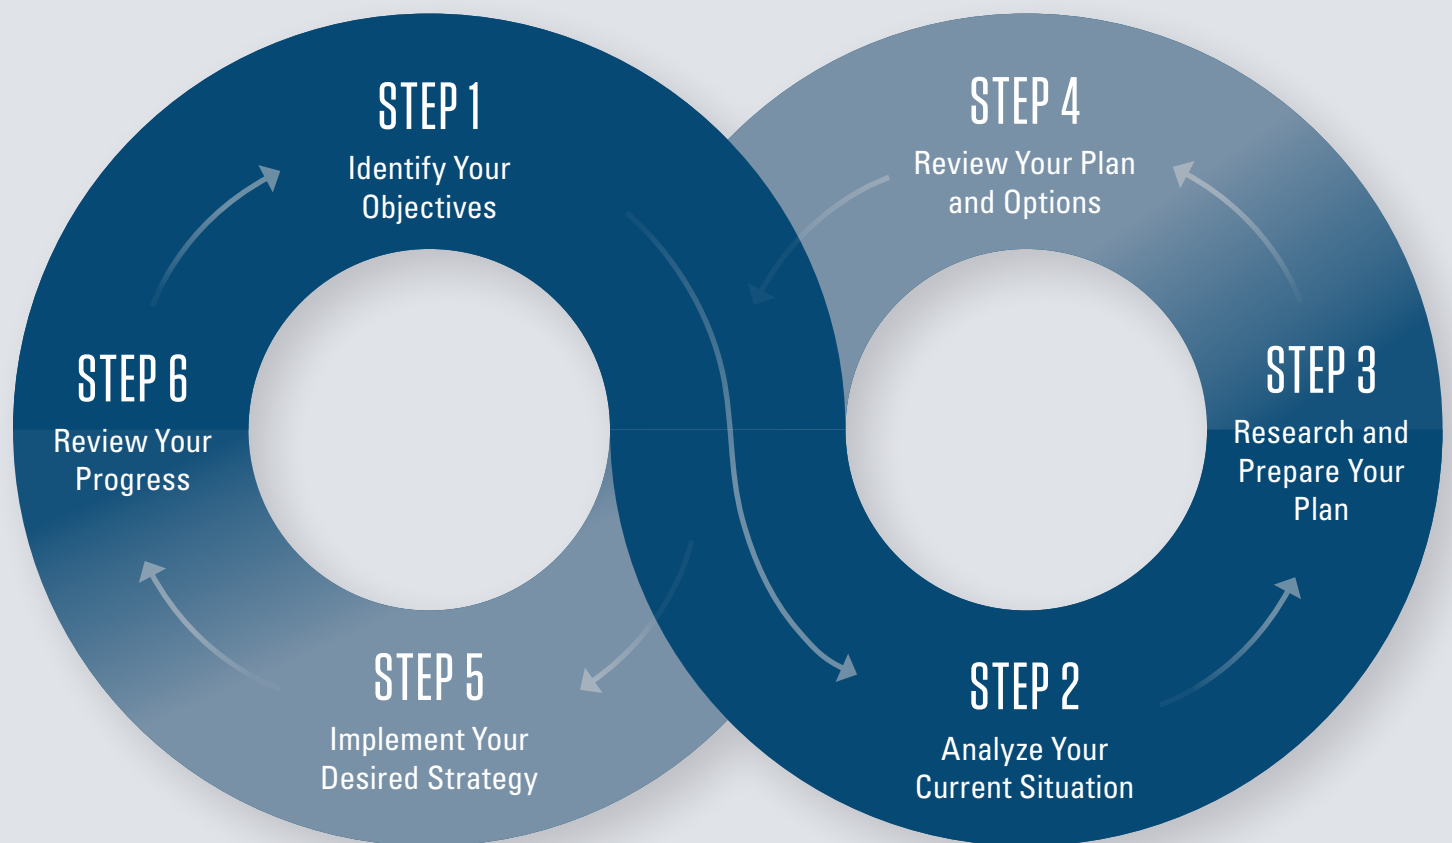 STEP 1
Identify Your
Objectives
STEP 2
Analyze Your
Current Situation
STEP 3
Research and
Prepare Your
Plan
STEP 4
Review Your Plan
and Options
STEP 5
Implement Your
Desired Strategy
STEP 6
Review Your
Progress